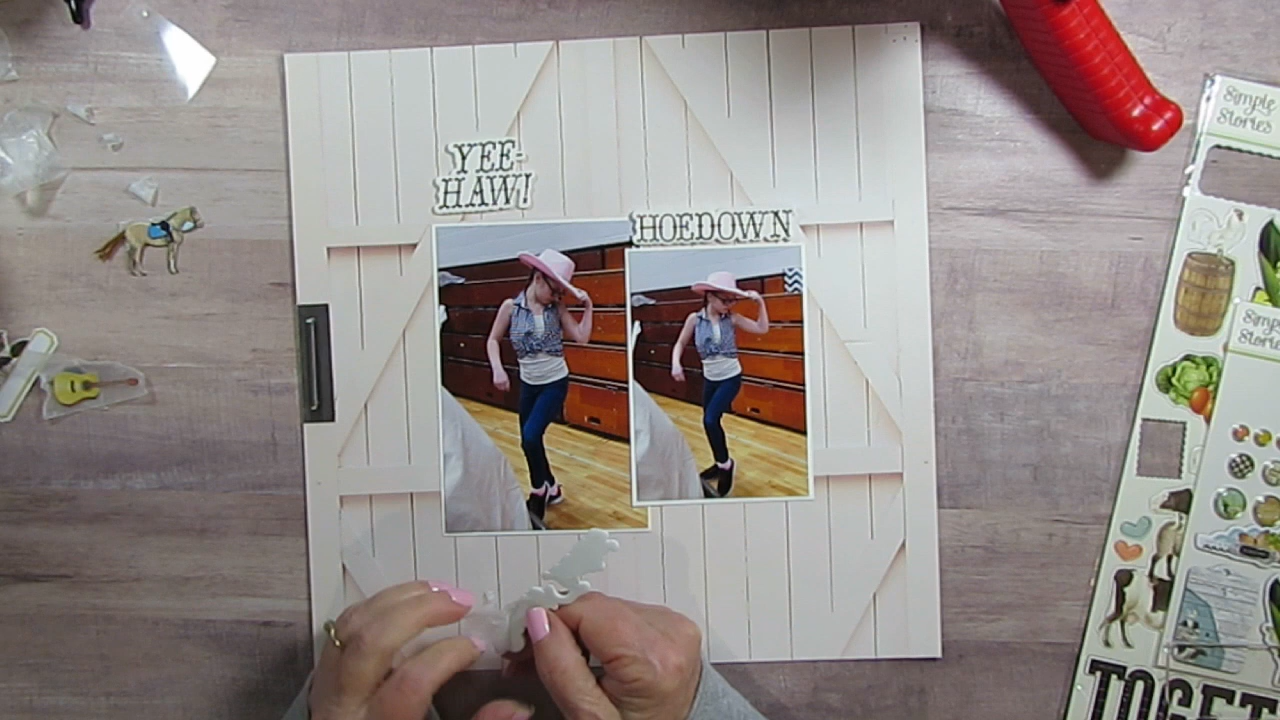 YEE-
HAW!
HOEDOWN
Simple
Stories
Simple
Stories
TOGET